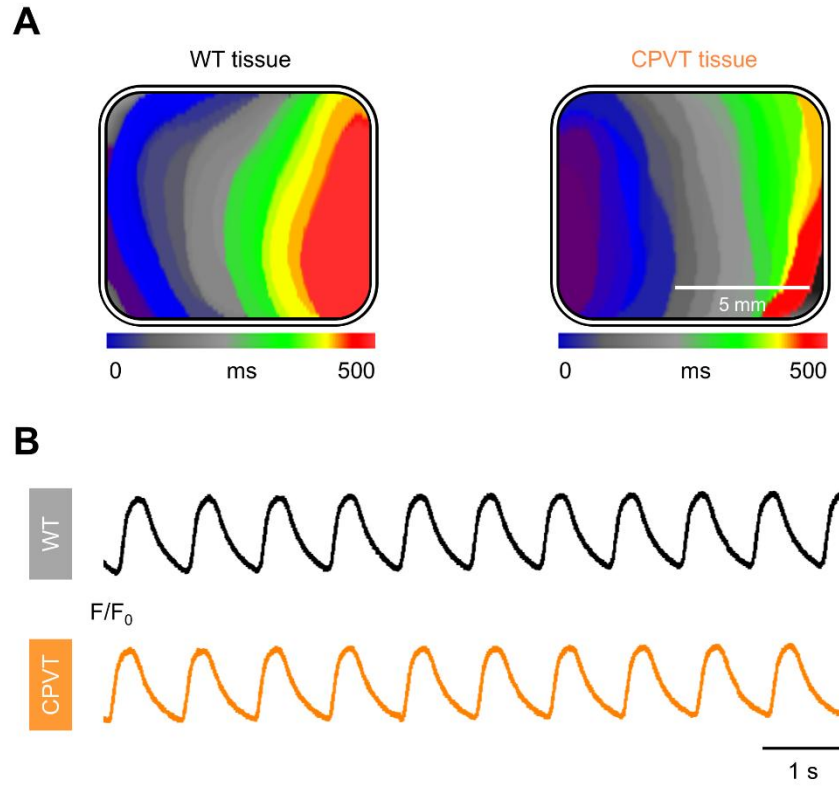 A
WT tissue
CPVT tissue
5 mm
0 ms 500
0 ms 500
B
WT
F/F₀
CPVT
1 s